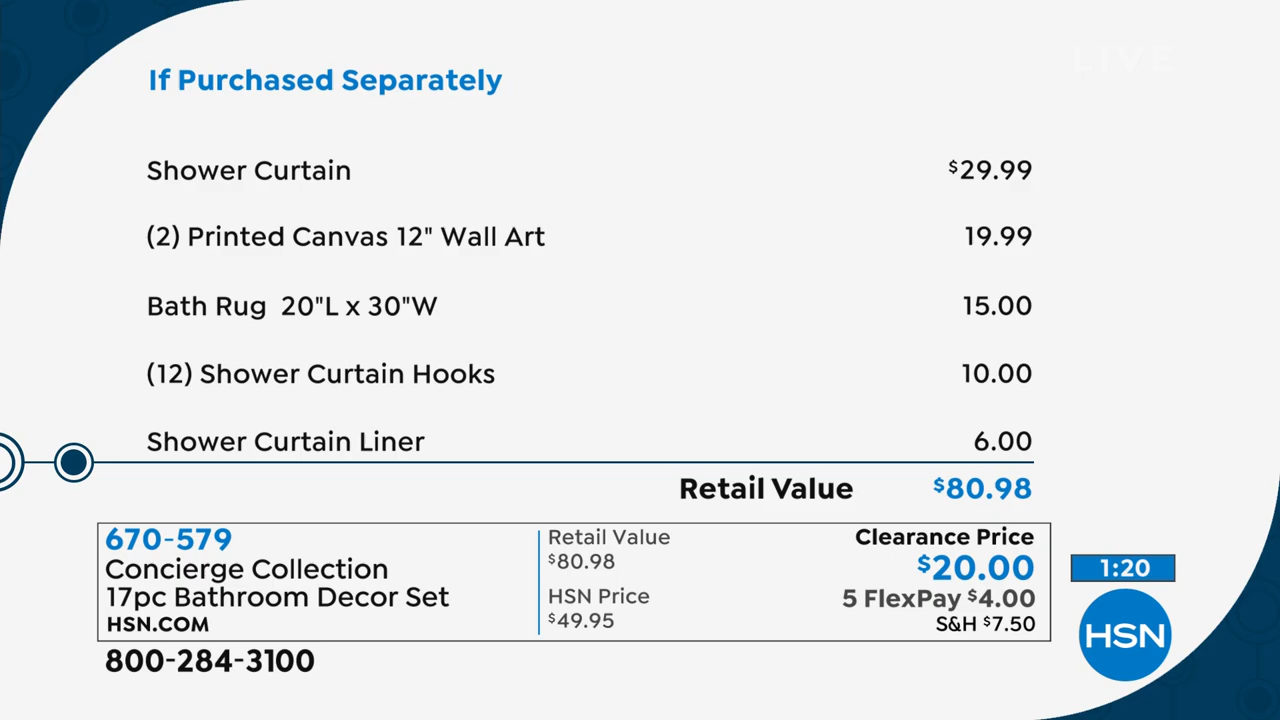 LIVE
If Purchased Separately
Shower Curtain $29.99
(2) Printed Canvas 12" Wall Art 19.99
Bath Rug 20"L x 30"W 15.00
(12) Shower Curtain Hooks 10.00
Shower Curtain Liner 6.00
Retail Value $80.98
670-579
Concierge Collection
17pc Bathroom Decor Set
HSN.COM
Retail Value
$80.98
HSN Price
$49.95
Clearance Price
$20.00
5 FlexPay $4.00
S&H $7.50
1:20
HSN
800-284-3100